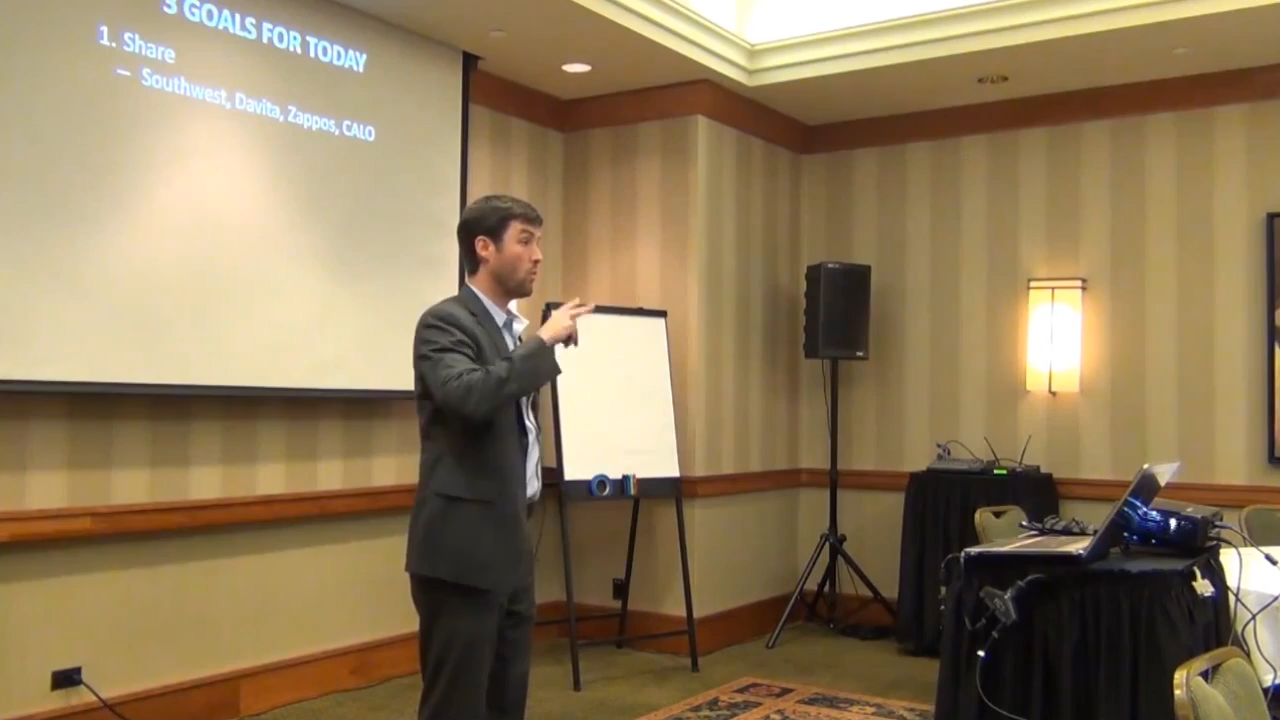 3 GOALS FOR TODAY
1. Share
– Southwest, Davita, Zappos, CALO